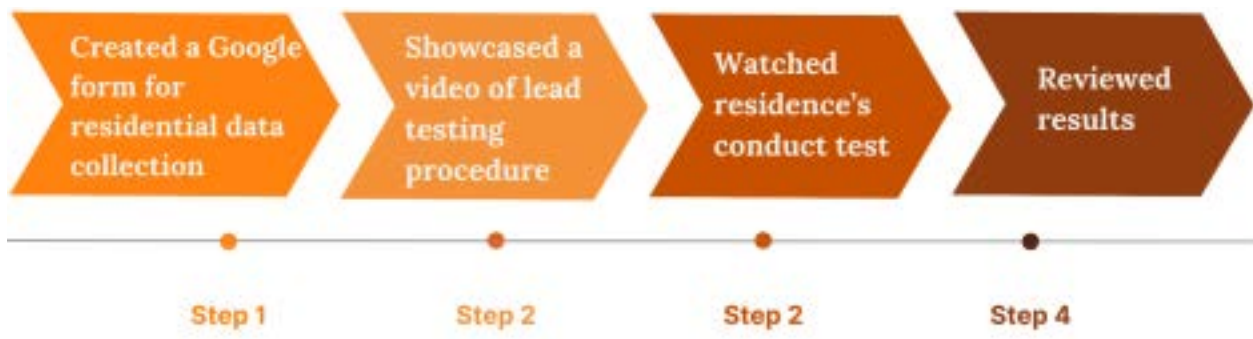 Created a Google
form for
residential data
collection
Showcased a
video of lead
testing
procedure
Watched
residence's
conduct test
Reviewed
results
Step 1
Step 2
Step 2
Step 4